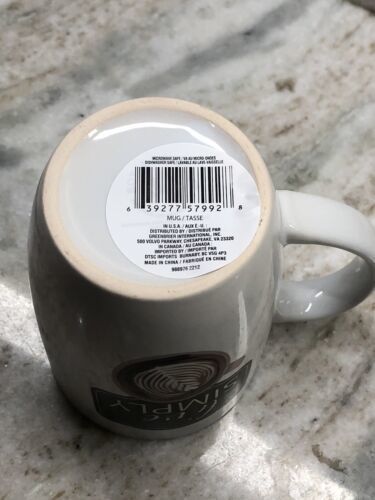 MICROWAVE SAFE / VA AU MICRO-ONDES
DISHWASHER SAFE / LAVABLE AU LAVE-VAISSELLE
6 39277 57992 8
MUG / TASSE
IN U.S.A. / AUX É.-U. :
DISTRIBUTED BY / DISTRIBUÉ PAR
GREENBRIER INTERNATIONAL, INC.
500 VOLVO PARKWAY, CHESAPEAKE, VA 23320
IN CANADA / AU CANADA
IMPORTED BY / IMPORTÉ PAR
DTSC IMPORTS BURNABY, BC V5G 4P3
MADE IN CHINA / FABRIQUÉ EN CHINE
986976 2212
SIMPLY